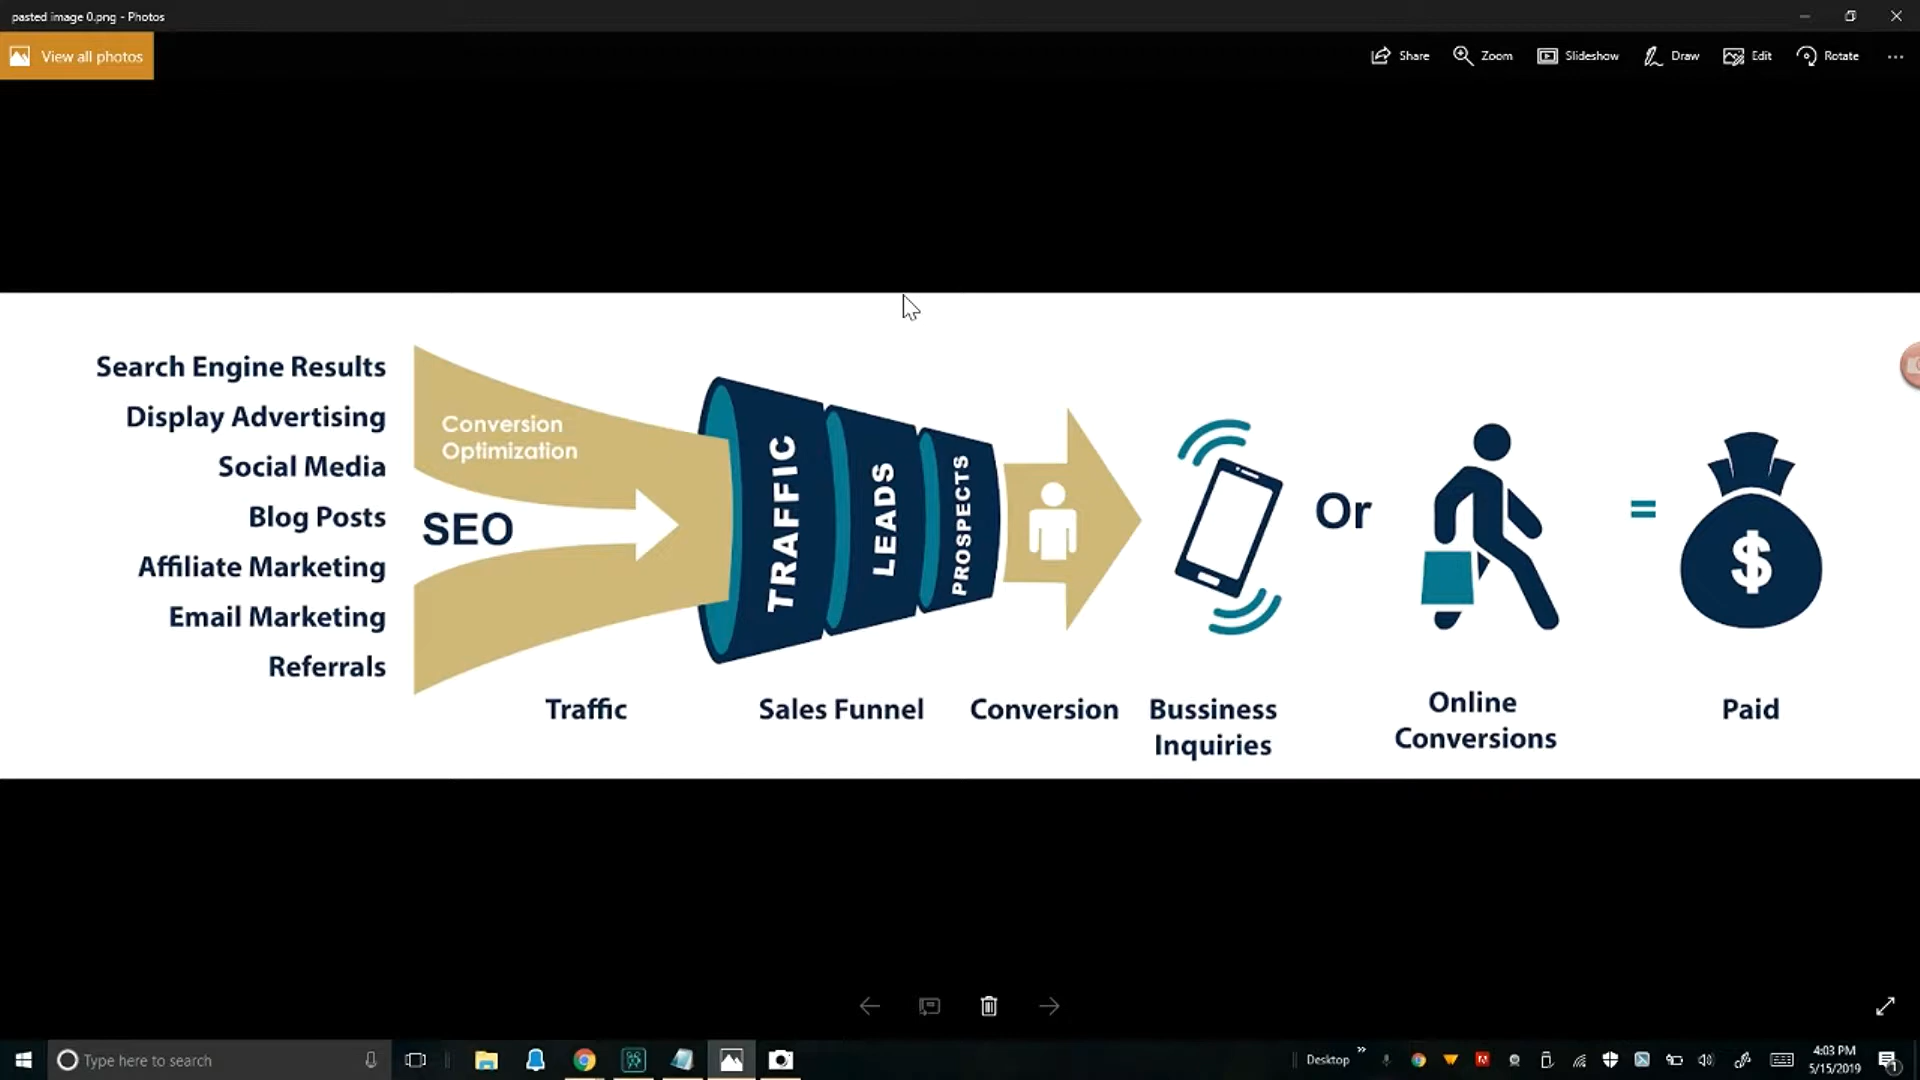 pasted image 0.png - Photos
View all photos
Share
Zoom
Slideshow
Draw
Edit
Rotate
Search Engine Results
Display Advertising
Social Media
Blog Posts
Affiliate Marketing
Email Marketing
Referrals
Conversion
Optimization
SEO
TRAFFIC
LEADS
PROSPECTS
Or
=
$
Traffic
Sales Funnel
Conversion
Bussiness
Inquiries
Online
Conversions
Paid
Type here to search
Desktop
4:03 PM
5/15/2019
1